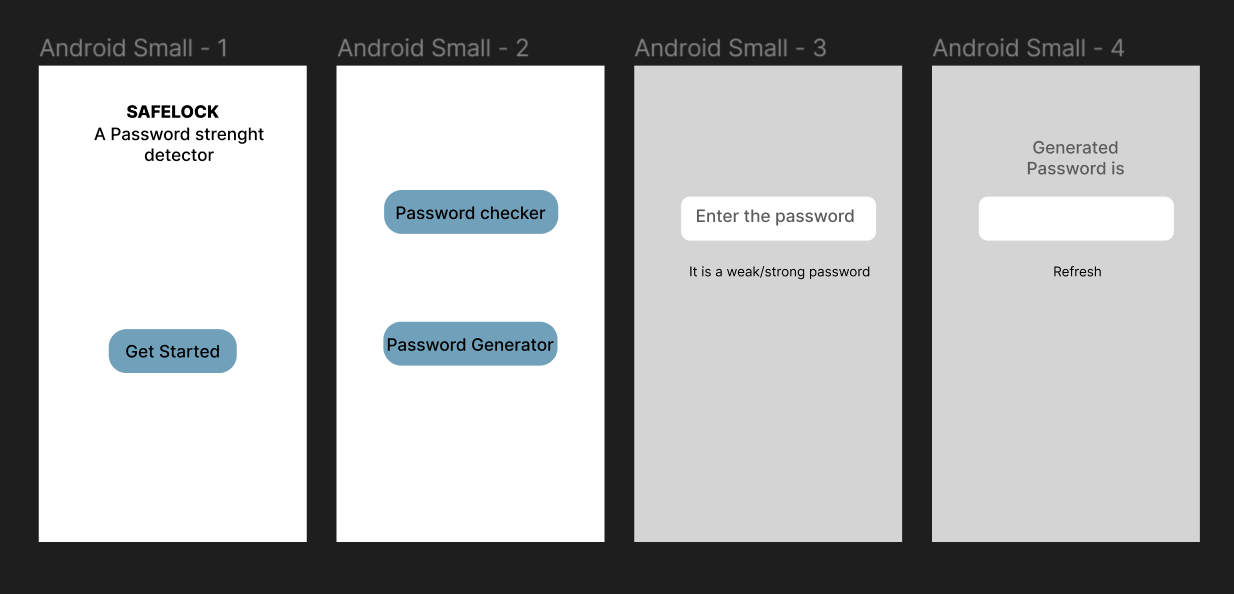 Android Small - 1
SAFELOCK
A Password strenght
detector
Get Started
Android Small - 2
Password checker
Password Generator
Android Small - 3
Enter the password
It is a weak/strong password
Android Small - 4
Generated
Password is
Refresh